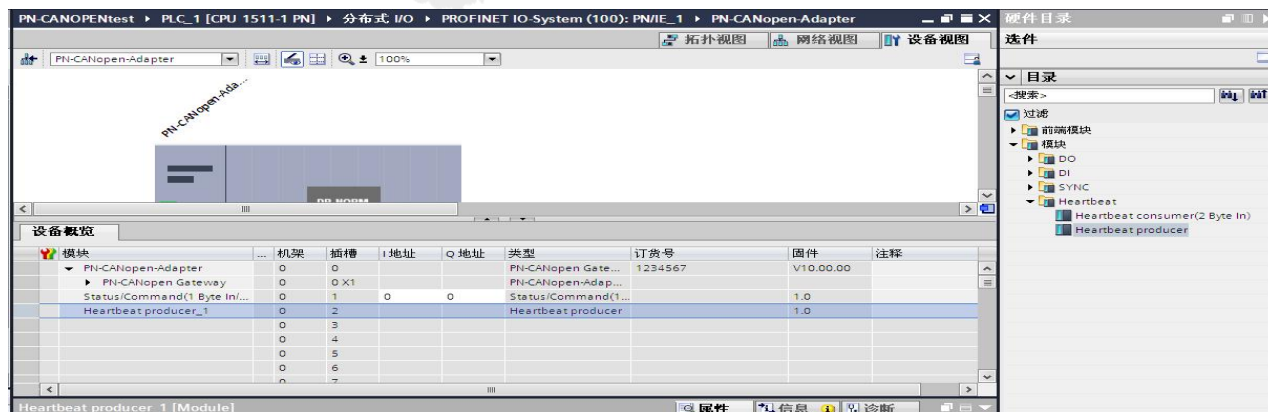 PN-CANOPENtest ▸ PLC_1 [CPU 1511-1 PN] ▸ 分布式 I/O ▸ PROFINET IO-System (100): PN/IE_1 ▸ PN-CANopen-Adapter
硬件目录
拓扑视图 网络视图 设备视图
选件
PN-CANopen-Adapter 100%
目录
<搜索>
过滤
PN-CANopen-Ada...
前端模块
模块
DO
DI
SYNC
Heartbeat
Heartbeat consumer(2 Byte In)
Heartbeat producer
设备概览
模块 ... 机架 插槽 I 地址 Q 地址 类型 订货号 固件 注释
PN-CANopen-Adapter 0 0 PN-CANopen Gate... 1234567 V10.00.00
PN-CANopen Gateway 0 0 X1 PN-CANopen-Adap...
Status/Command(1 Byte In/... 0 1 0 0 Status/Command(1... 1.0
Heartbeat producer_1 0 2 Heartbeat producer 1.0
0 3
0 4
0 5
0 6
0 7
Heartbeat producer_1 [Module] 属性 信息 诊断